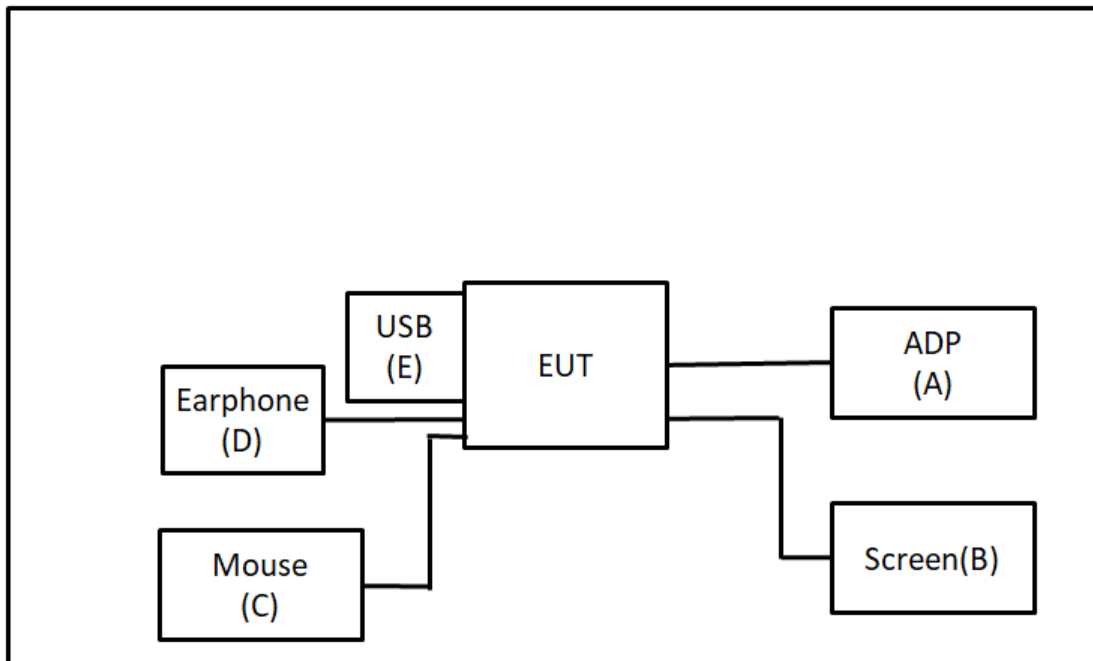 USB
(E)
EUT
ADP
(A)
Earphone
(D)
Mouse
(C)
Screen(B)